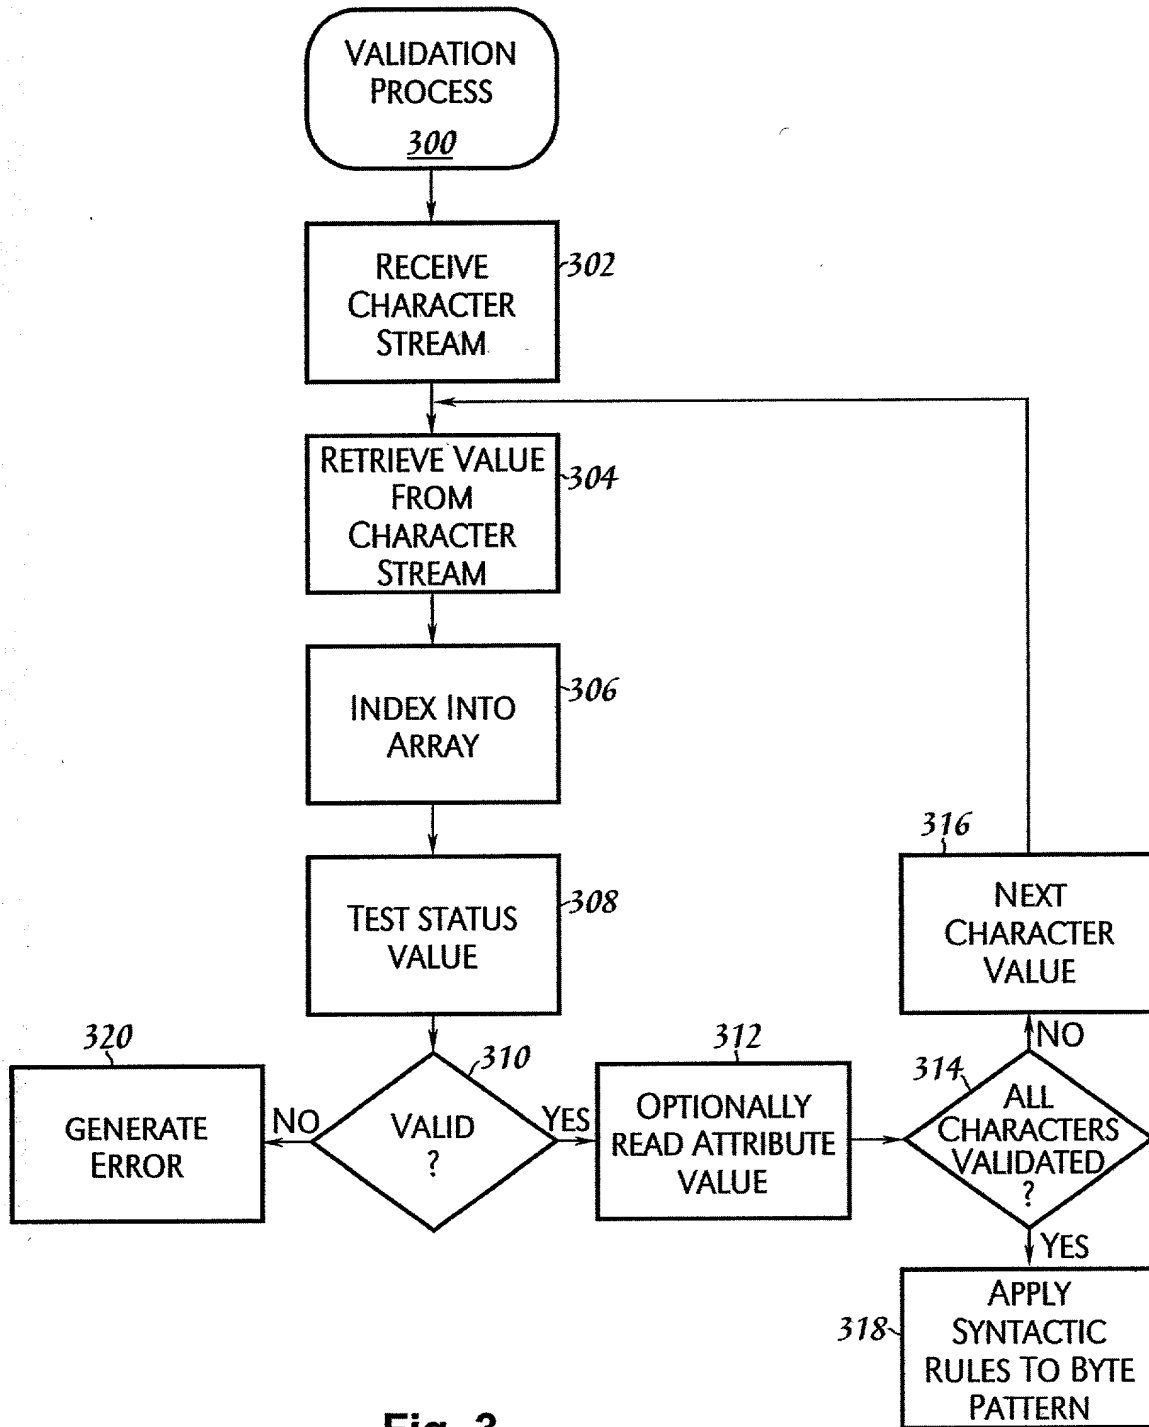 VALIDATION
PROCESS
300
RECEIVE
CHARACTER
STREAM
302
RETRIEVE VALUE
FROM
CHARACTER
STREAM
304
INDEX INTO
ARRAY
306
TEST STATUS
VALUE
308
VALID
?
310
NO
GENERATE
ERROR
320
YES
OPTIONALLY
READ ATTRIBUTE
VALUE
312
ALL
CHARACTERS
VALIDATED
?
314
NO
NEXT
CHARACTER
VALUE
316
YES
APPLY
SYNTACTIC
RULES TO BYTE
PATTERN
318
Fig. 3